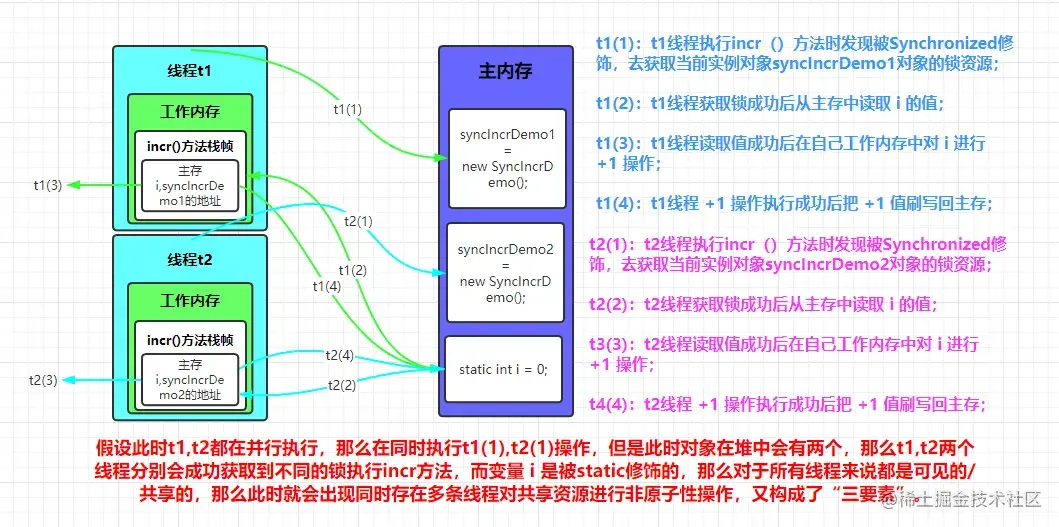 线程t1
工作内存
incr()方法栈帧
主存
i,syncIncrDe
mo1的地址
t1(3)
线程t2
工作内存
incr()方法栈帧
主存
i,syncIncrDe
mo2的地址
t2(3)
t1(1)
t2(1)
t1(2)
t1(4)
t2(4)
t2(2)
主内存
syncIncrDemo1
=
new SyncIncrD
emo();
syncIncrDemo2
=
new SyncIncrD
emo();
static int i = 0;
t1(1)：t1线程执行incr（）方法时发现被Synchronized修
饰，去获取当前实例对象syncIncrDemo1对象的锁资源；
t1(2)：t1线程获取锁成功后从主存中读取 i 的值；
t1(3)：t1线程读取值成功后在自己工作内存中对 i 进行
+1 操作；
t1(4)：t1线程 +1 操作执行成功后把 +1 值刷写回主存；
t2(1)：t2线程执行incr（）方法时发现被Synchronized修
饰，去获取当前实例对象syncIncrDemo2对象的锁资源；
t2(2)：t2线程获取锁成功后从主存中读取 i 的值；
t3(3)：t2线程读取值成功后在自己工作内存中对 i 进行
+1 操作；
t4(4)：t2线程 +1 操作执行成功后把 +1 值刷写回主存；
假设此时t1,t2都在并行执行，那么在同时执行t1(1),t2(1)操作，但是此时对象在堆中会有两个，那么t1,t2两个
线程分别会成功获取到不同的锁执行incr方法，而变量 i 是被static修饰的，那么对于所有线程来说都是可见的/
共享的，那么此时就会出现同时存在多条线程对共享资源进行非原子性操作，又构成了“三要素”。
@稀土掘金技术社区